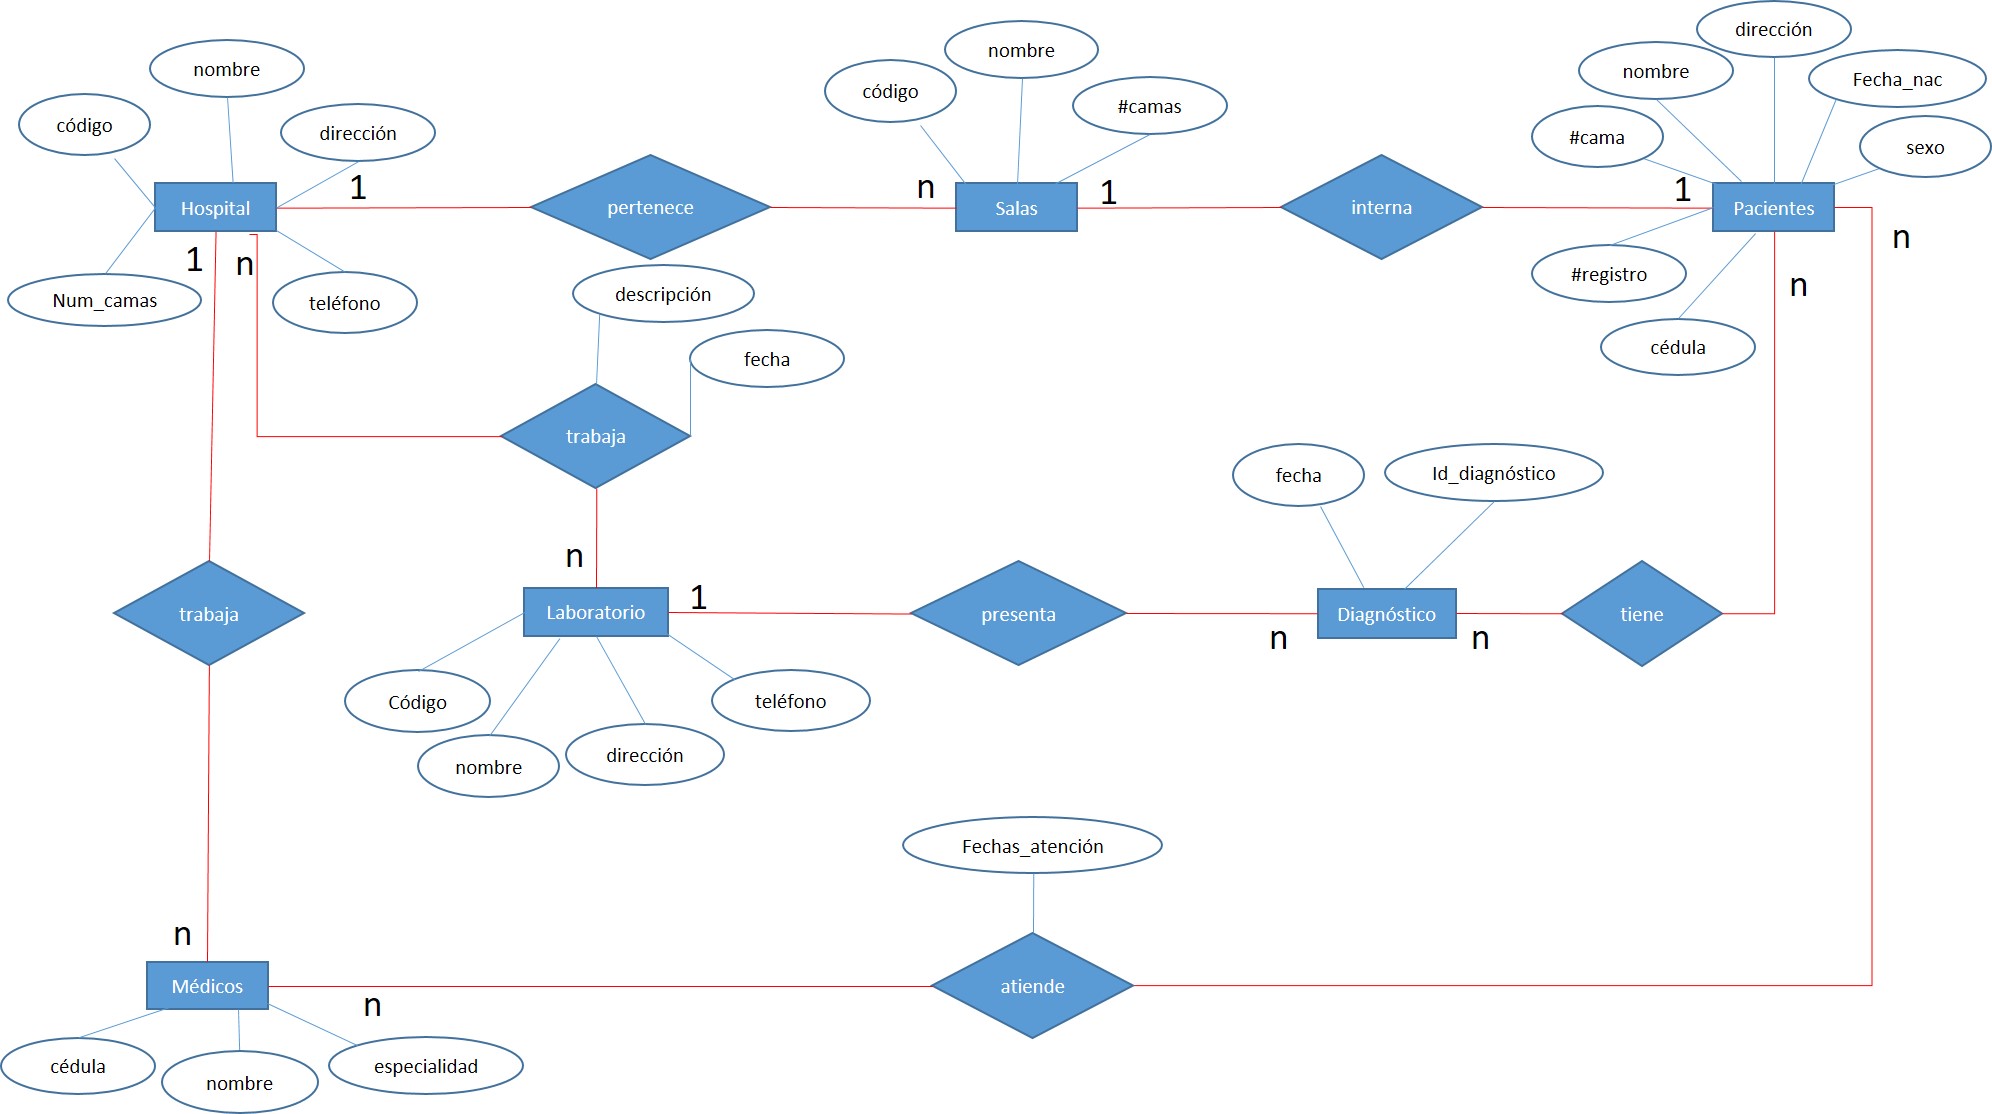 dirección
nombre
nombre
nombre
Fecha_nac
código
#camas
código
dirección
#cama
sexo
1
n
1
1
Hospital
pertenece
Salas
interna
Pacientes
n
1
n
#registro
n
Num_camas
teléfono
descripción
cédula
fecha
trabaja
fecha
Id_diagnóstico
n
1
trabaja
Laboratorio
presenta
Diagnóstico
tiene
n
n
Código
teléfono
nombre
dirección
Fechas_atención
n
Médicos
atiende
n
cédula
nombre
especialidad